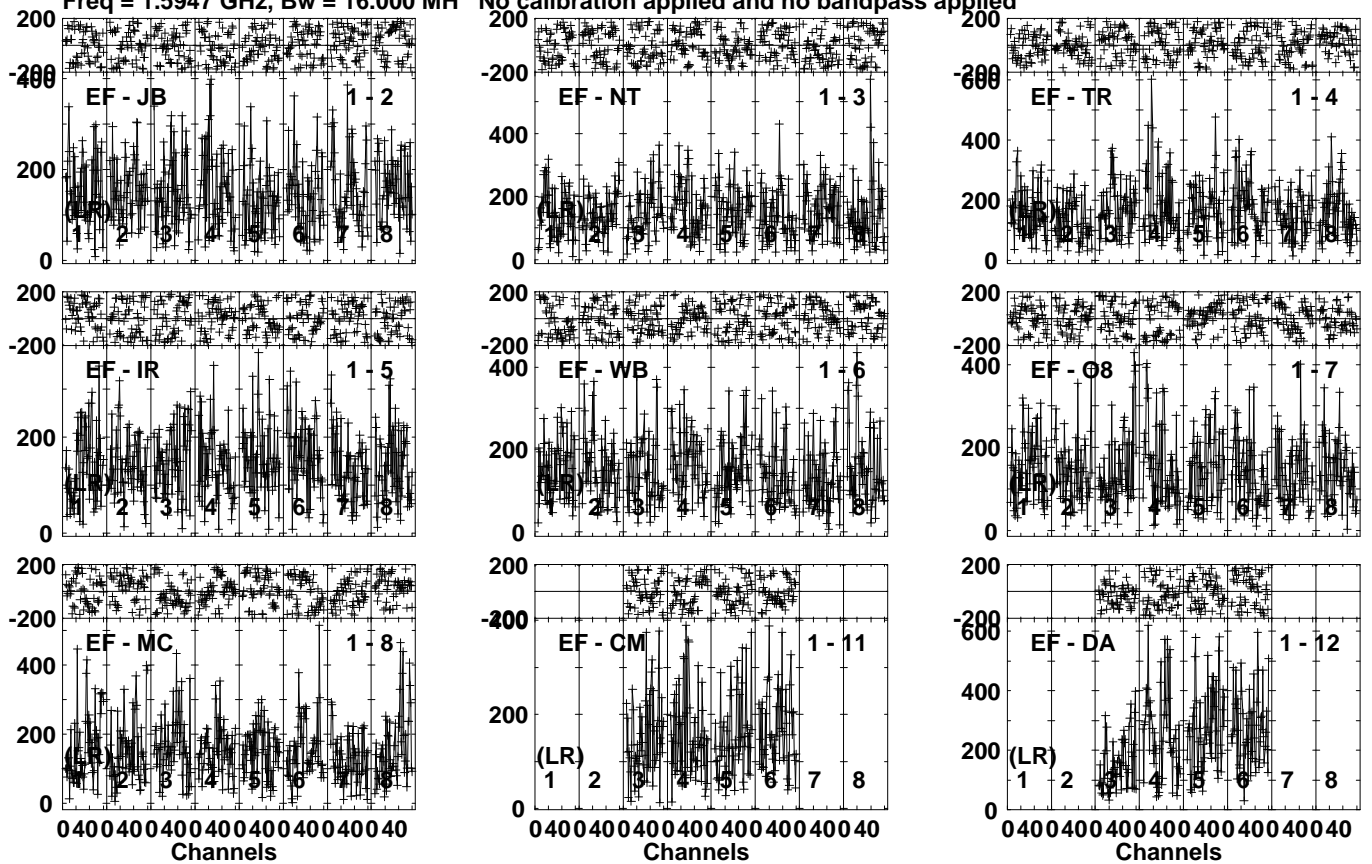 Freq = 1.5947 GHz, Bw = 16.000 MH No calibration applied and no bandpass applied
200 200 200
-200 -200 -200
400 600
EF - JB 1 - 2 EF - NT 1 - 3 EF - TR 1 - 4
400 400
200 200 200
(LR) (LR) (LR)
1 2 3 4 5 6 7 8 1 2 3 4 5 6 7 8 1 2 3 4 5 6 7 8
0 0 0
200 200 200
-200 -200 -200
EF - IR 1 - 5 EF - WB 1 - 6 EF - O8 1 - 7
400 400
200 200 200
(LR) (LR) (LR)
1 2 3 4 5 6 7 8 1 2 3 4 5 6 7 8 1 2 3 4 5 6 7 8
0 0 0
200 200 200
-200 -200 -200
400 600
EF - MC 1 - 8 EF - CM 1 - 11 EF - DA 1 - 12
400 400
200 200 200
(LR) (LR) (LR)
1 2 3 4 5 6 7 8 1 2 3 4 5 6 7 8 1 2 3 4 5 6 7 8
0 0 0
0 40 0 40 0 40 0 40 0 40 0 40 0 40 0 40 0 40 0 40 0 40 0 40 0 40 0 40 0 40 0 40 0 40 0 40 0 40 0 40 0 40 0 40 0 40 0 40
Channels Channels Channels